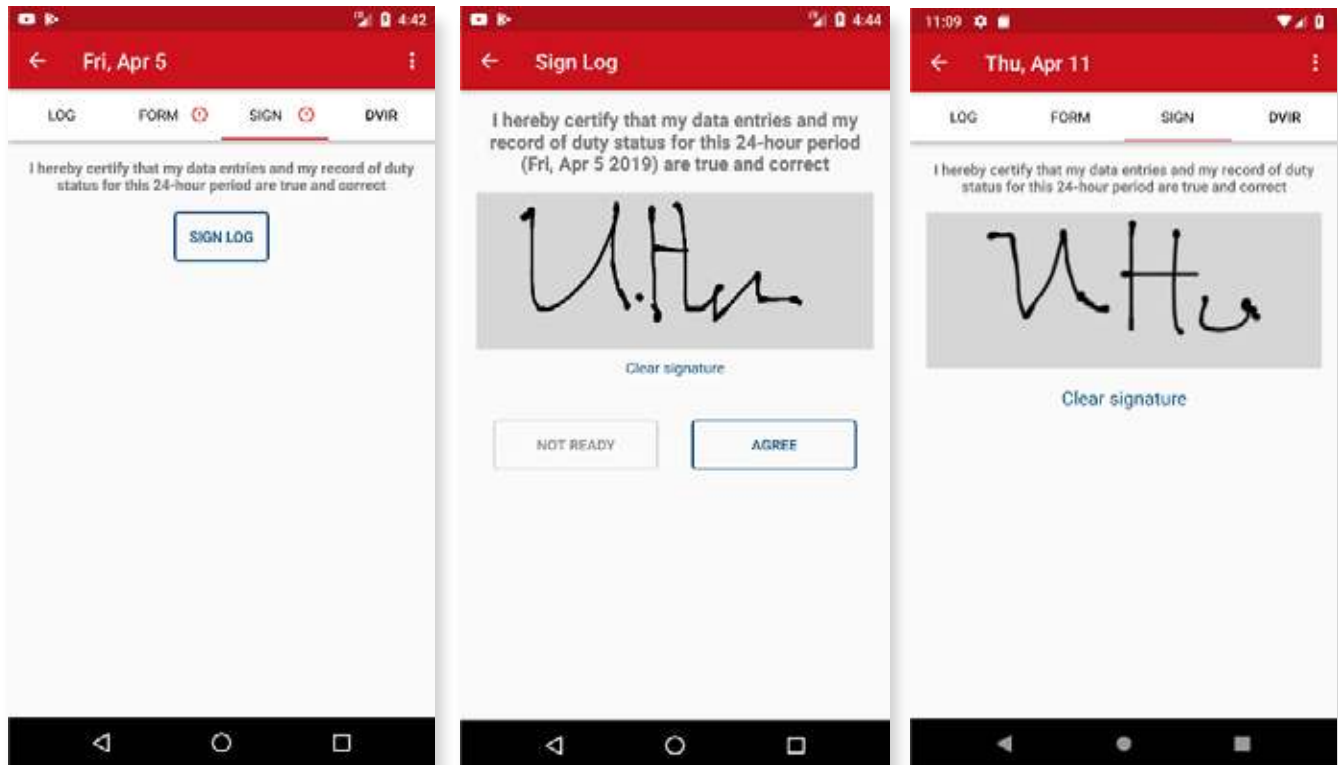 4:42
Fri, Apr 5
LOG FORM SIGN DVIR
I hereby certify that my data entries and my record of duty
status for this 24-hour period are true and correct
SIGN LOG
4:44
Sign Log
I hereby certify that my data entries and my
record of duty status for this 24-hour period
(Fri, Apr 5 2019) are true and correct
Clear signature
NOT READY AGREE
11:09
Thu, Apr 11
LOG FORM SIGN DVIR
I hereby certify that my data entries and my record of duty
status for this 24-hour period are true and correct
Clear signature